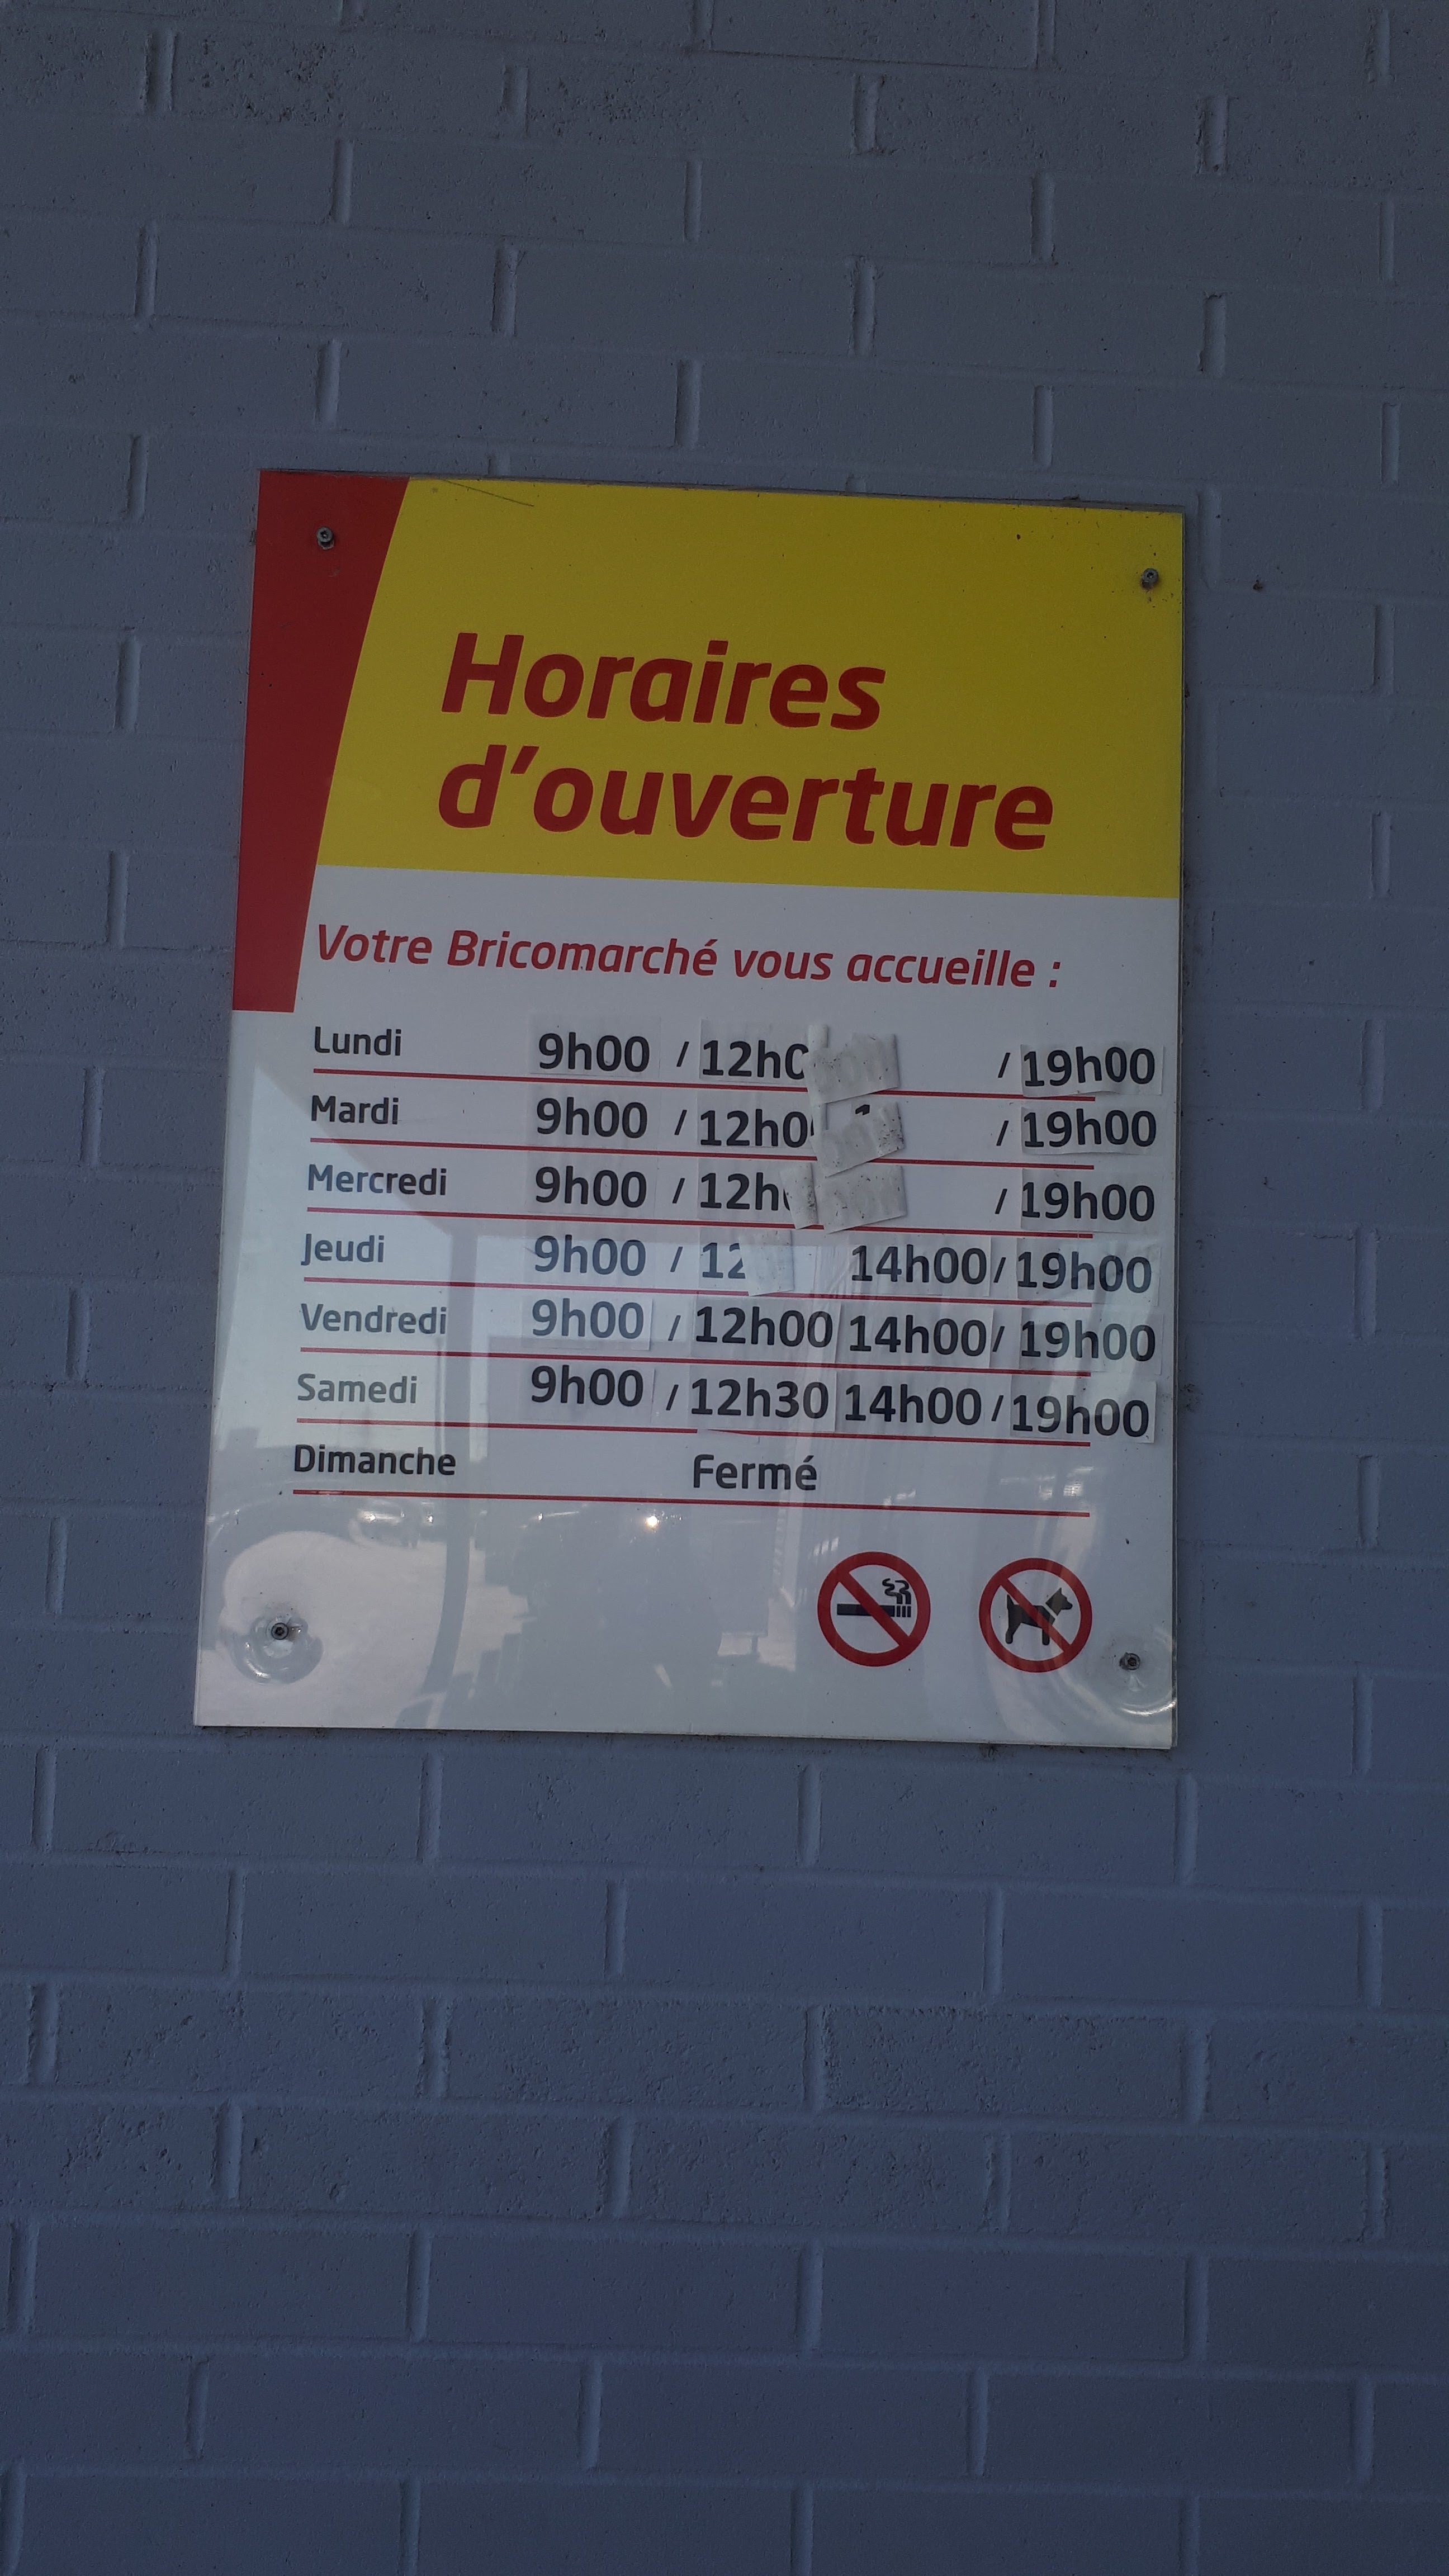 Horaires
d'ouverture
Votre Bricomarché vous accueille :
Lundi 9h00 / / 19h00
Mardi 9h00 / / 19h00
Mercredi 9h00 / / 19h00
Jeudi 9h00 / 14h00 / 19h00
Vendredi 9h00 / 12h00 14h00 / 19h00
Samedi 9h00 / 12h30 14h00 / 19h00
Dimanche Fermé